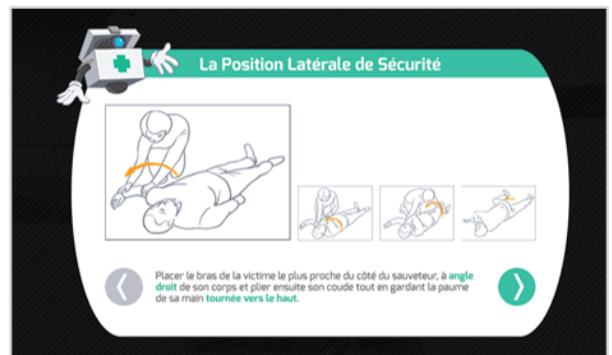 La Position Latérale de Sécurité
Placer le bras de la victime le plus proche du côté du sauveteur, à angle
droit de son corps et plier ensuite son coude tout en gardant la paume
de sa main tournée vers le haut.